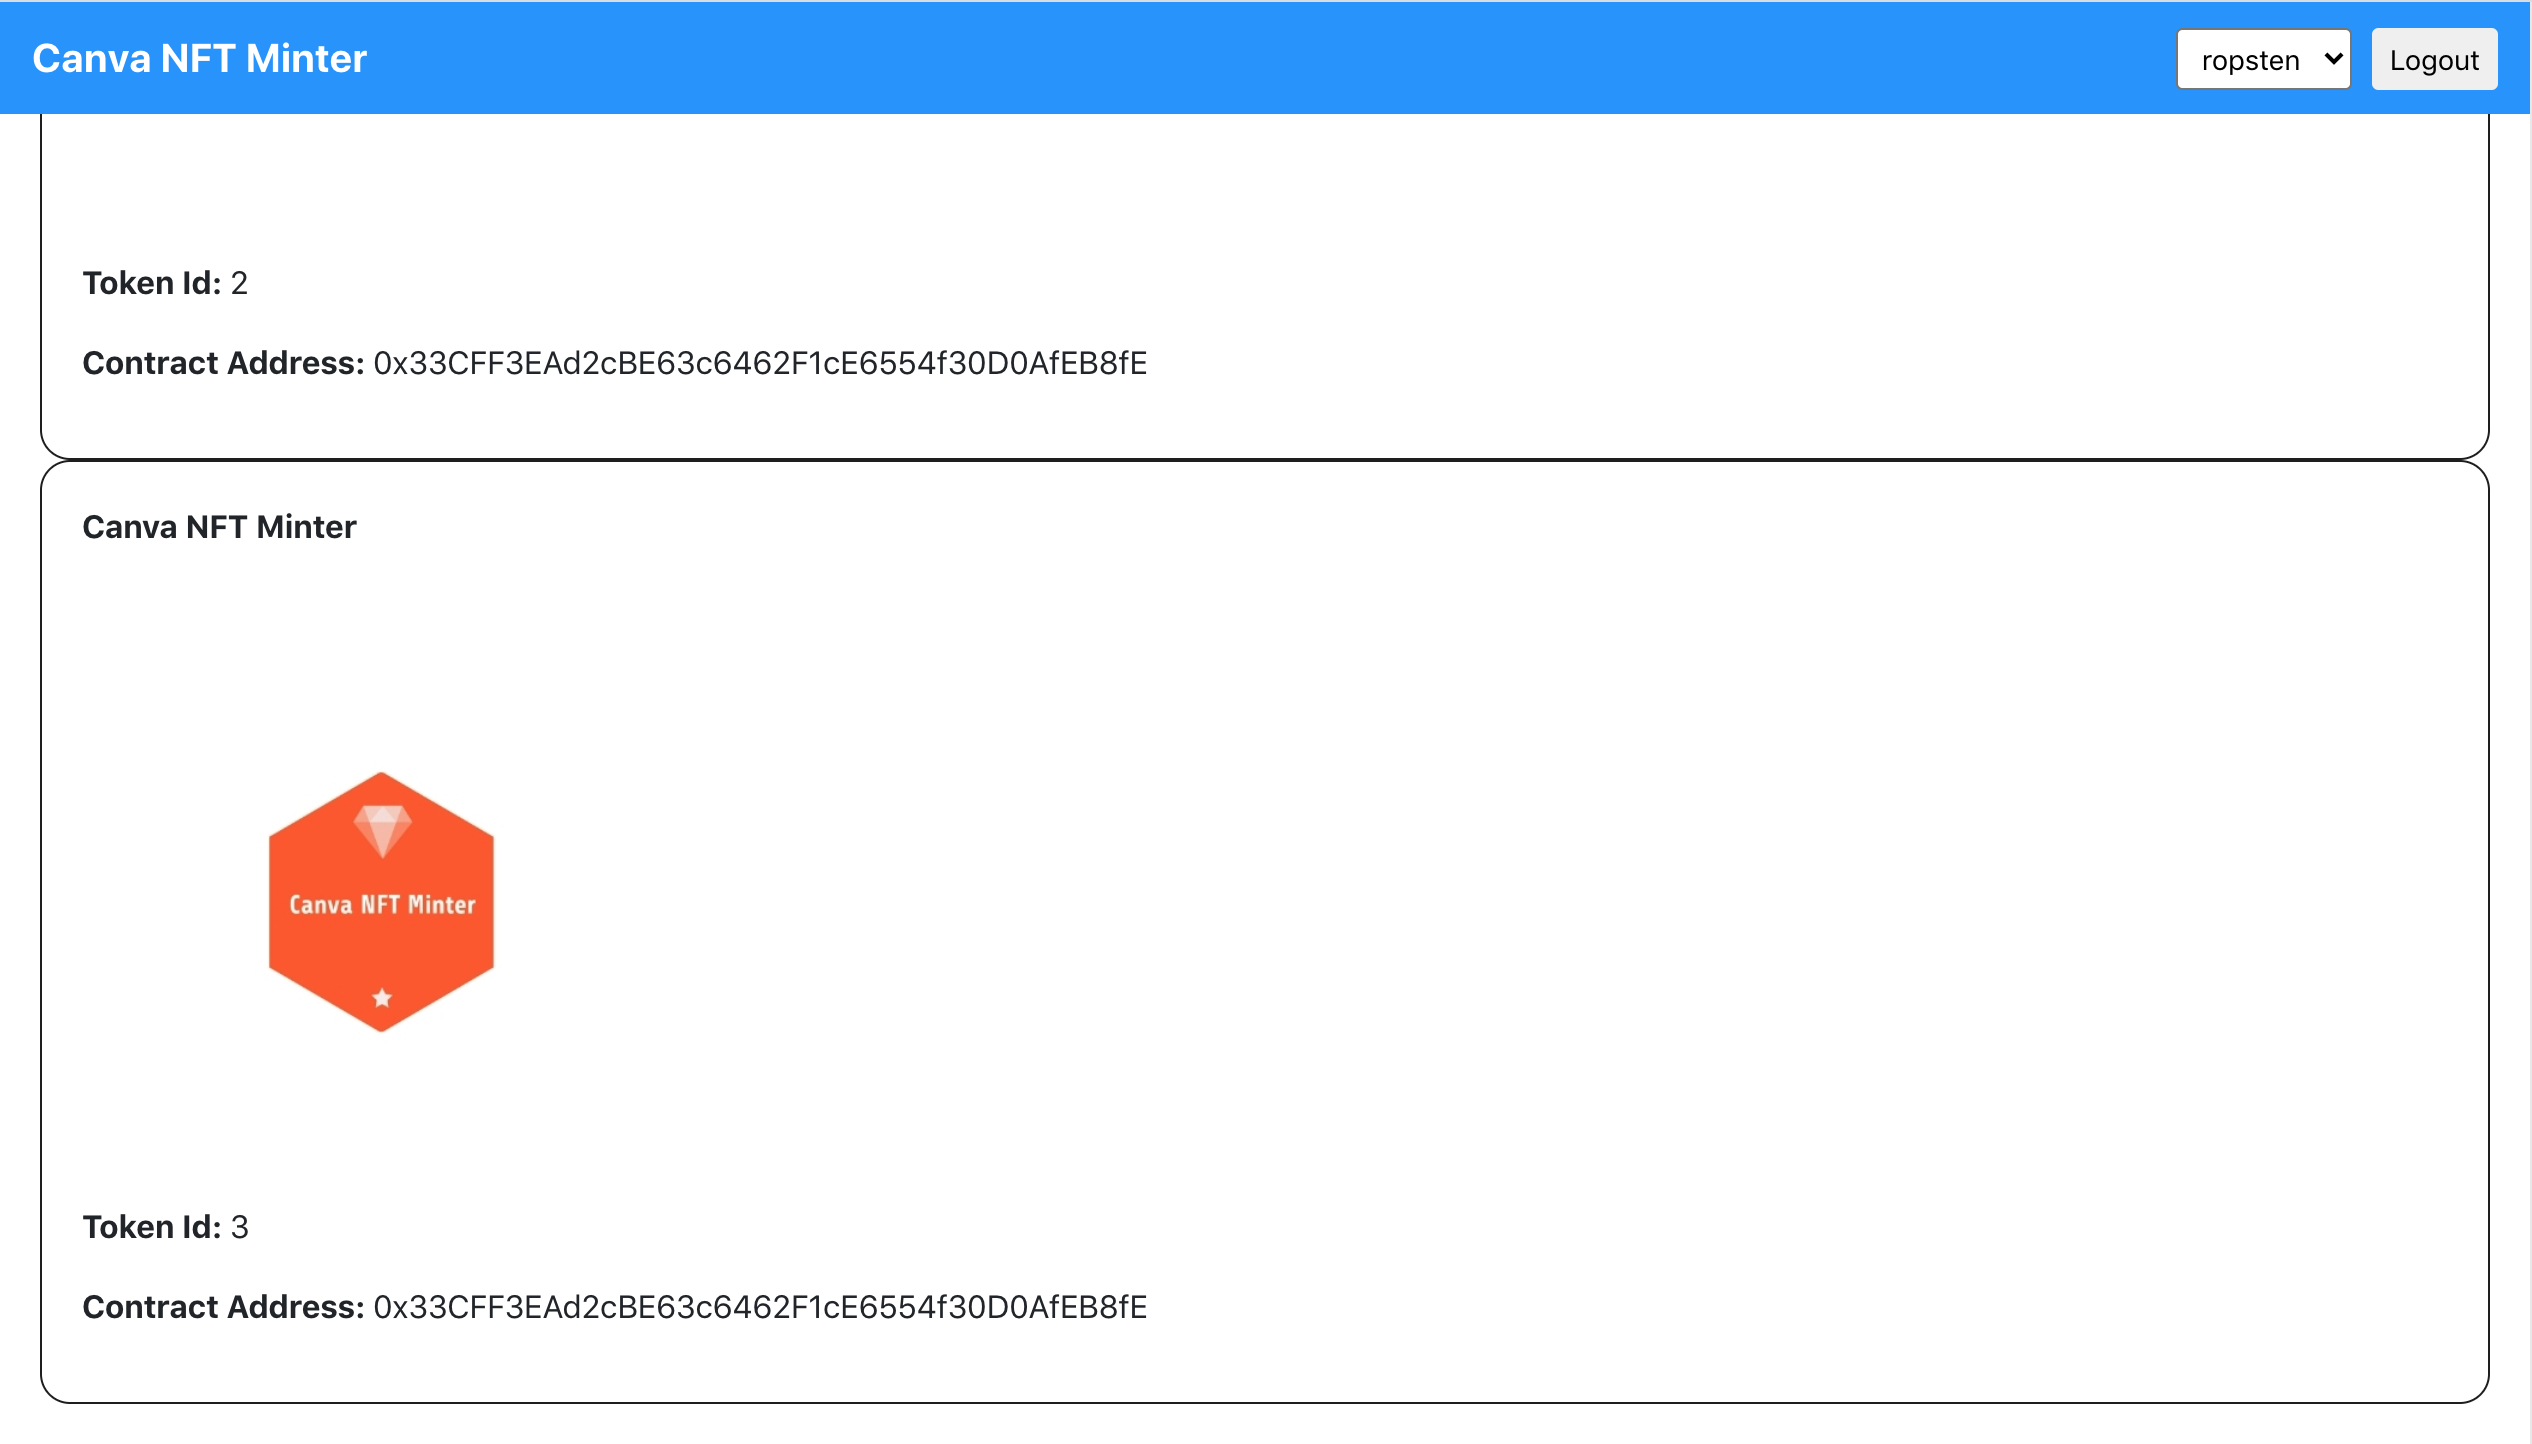 Canva NFT Minter
ropsten
Logout
Token Id: 2
Contract Address: 0x33CFF3EAd2cBE63c6462F1cE6554f30D0AfEB8fE
Canva NFT Minter
Canva NFT Minter
Token Id: 3
Contract Address: 0x33CFF3EAd2cBE63c6462F1cE6554f30D0AfEB8fE